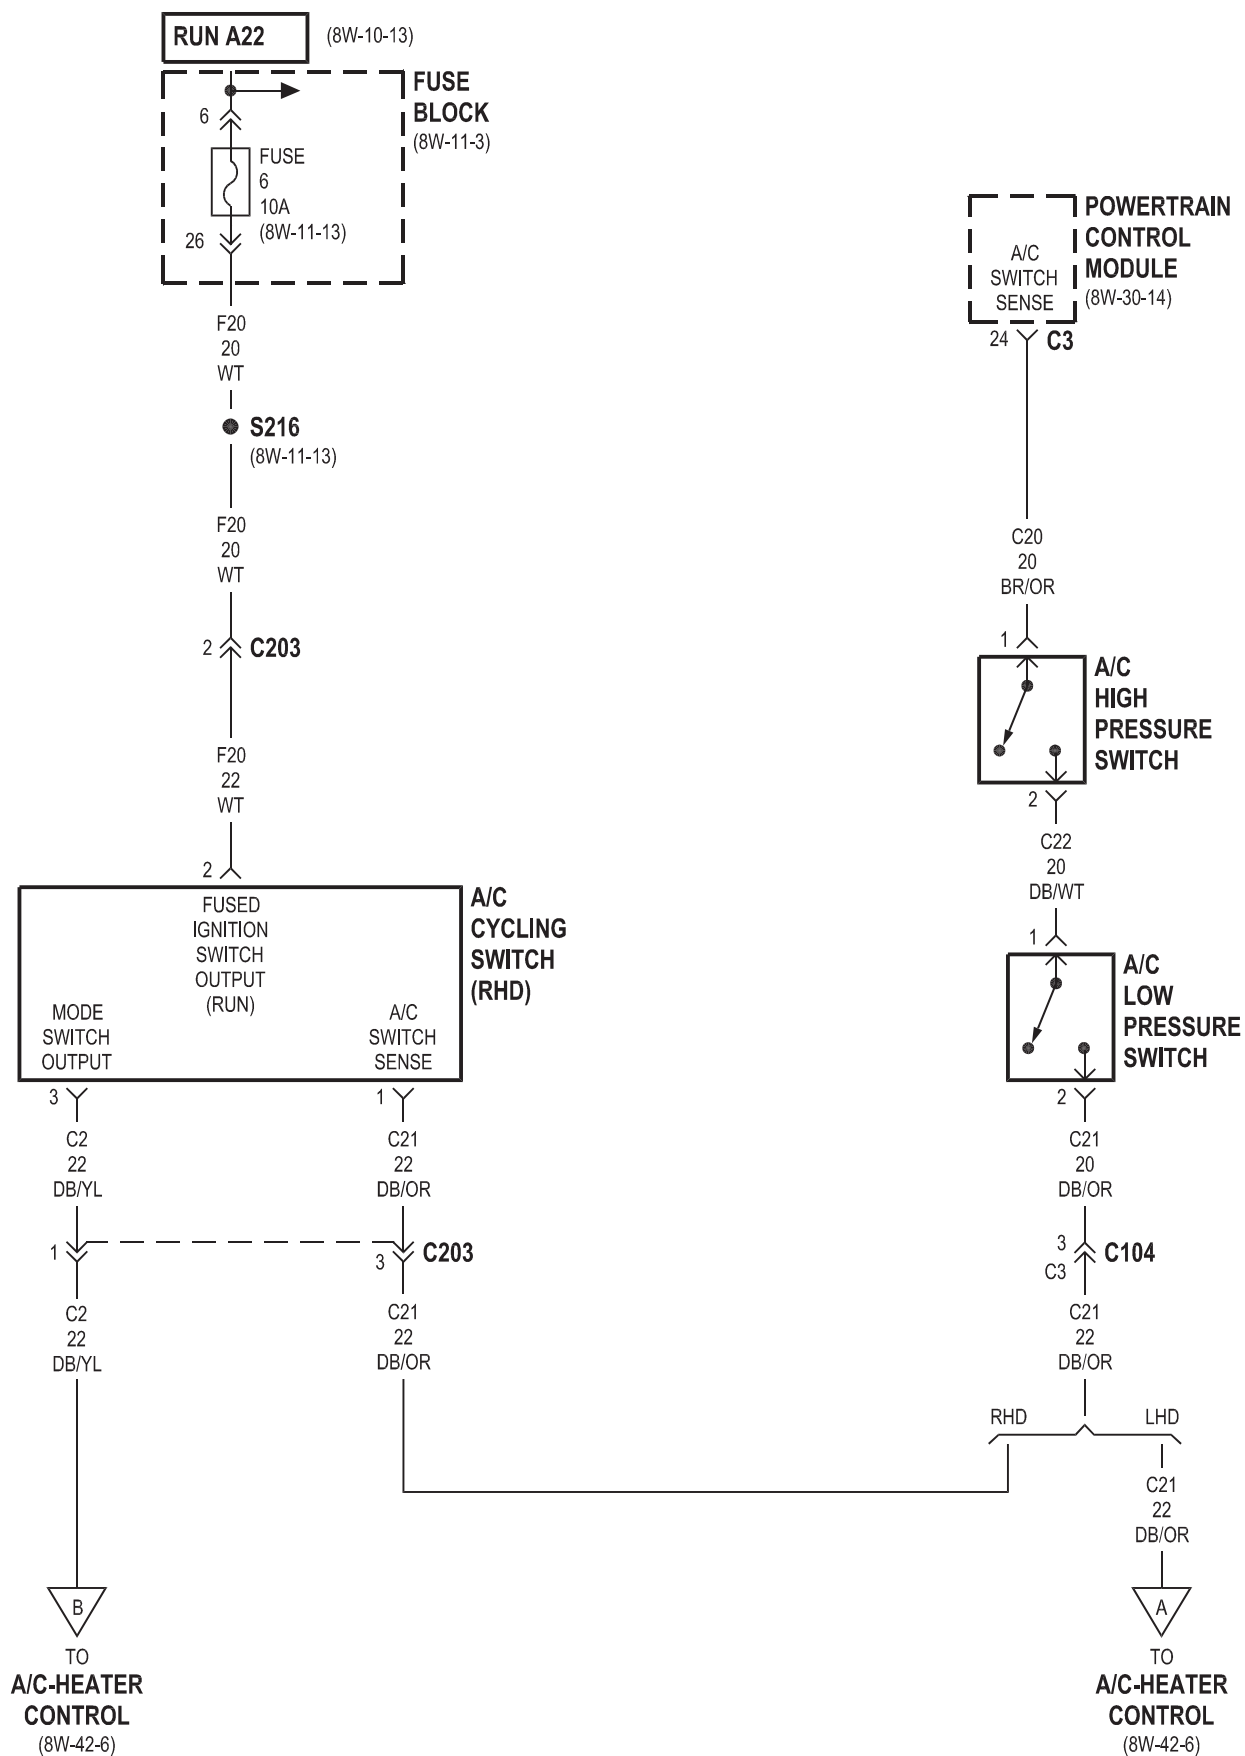 RUN A22
(8W-10-13)
FUSE
BLOCK
(8W-11-3)
6
FUSE
6
10A
(8W-11-13)
26
F20
20
WT
S216
(8W-11-13)
F20
20
WT
2
C203
F20
22
WT
2
FUSED
IGNITION
SWITCH
OUTPUT
(RUN)
MODE
SWITCH
OUTPUT
A/C
SWITCH
SENSE
A/C
CYCLING
SWITCH
(RHD)
3
1
C2
22
DB/YL
C21
22
DB/OR
1
3
C203
C2
22
DB/YL
C21
22
DB/OR
B
TO
A/C-HEATER
CONTROL
(8W-42-6)
A/C
SWITCH
SENSE
POWERTRAIN
CONTROL
MODULE
(8W-30-14)
24
C3
C20
20
BR/OR
1
A/C
HIGH
PRESSURE
SWITCH
2
C22
20
DB/WT
1
A/C
LOW
PRESSURE
SWITCH
2
C21
20
DB/OR
3
C3
C104
C21
22
DB/OR
RHD
LHD
C21
22
DB/OR
A
TO
A/C-HEATER
CONTROL
(8W-42-6)